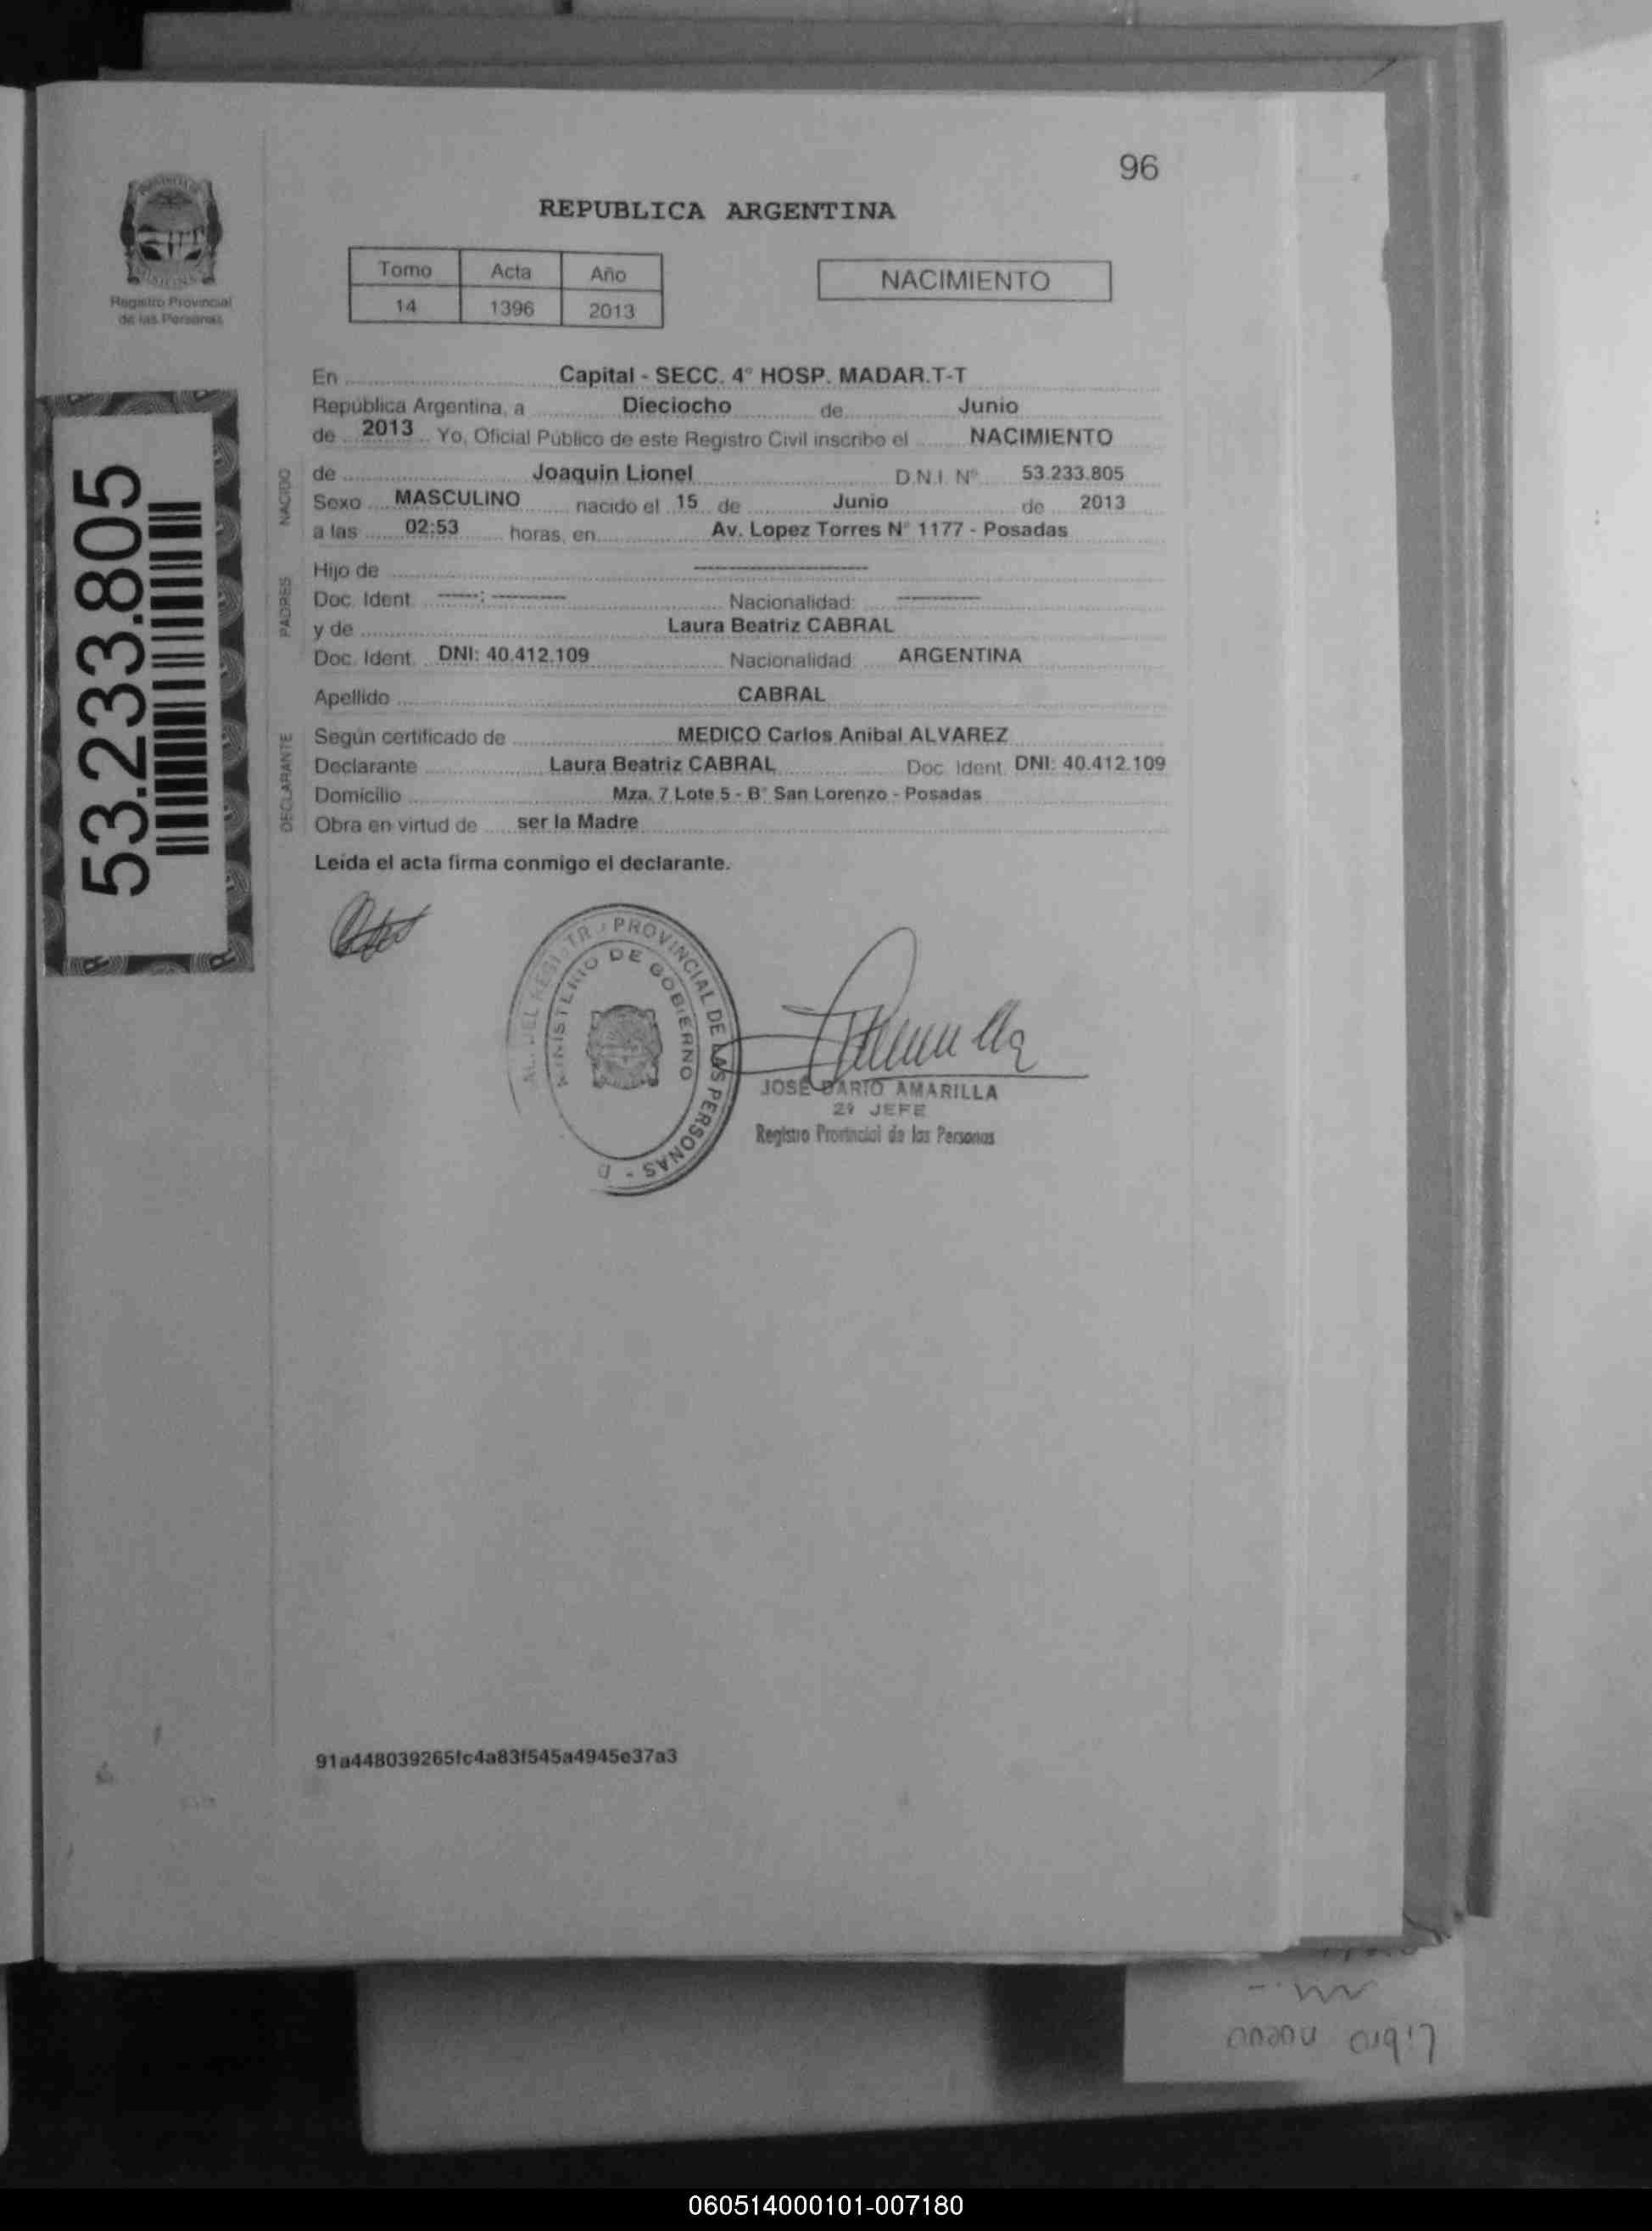 96
REPUBLICA ARGENTINA
Registro Provincial
de las Personas
Tomo Acta Año
14 1396 2013
NACIMIENTO
53.233.805
En Capital - SECC. 4° HOSP. MADAR.T-T
República Argentina, a Dieciocho de Junio
de 2013 Yo, Oficial Público de este Registro Civil inscribo el NACIMIENTO
NACIDO
de Joaquin Lionel D.N.I. N° 53.233.805
Sexo MASCULINO nacido el 15 de Junio de 2013
a las 02:53 horas, en Av. Lopez Torres N° 1177 - Posadas
PADRES
Hijo de ----------
Doc. Ident. -----: ---------- Nacionalidad: ----------
y de Laura Beatriz CABRAL
Doc. Ident. DNI: 40.412.109 Nacionalidad ARGENTINA
Apellido CABRAL
DECLARANTE
Según certificado de MEDICO Carlos Anibal ALVAREZ
Declarante Laura Beatriz CABRAL Doc. Ident. DNI: 40.412.109
Domicilio Mza. 7 Lote 5 - B° San Lorenzo - Posadas
Obra en virtud de ser la Madre
Leída el acta firma conmigo el declarante.
PROVINCIAL DE LAS PERSONAS
MINISTERIO DE GOBIERNO
JOSÉ DARIO AMARILLA
2° JEFE
Registro Provincial de las Personas
91a448039265fc4a83f545a4945e37a3
Libro
060514000101-007180